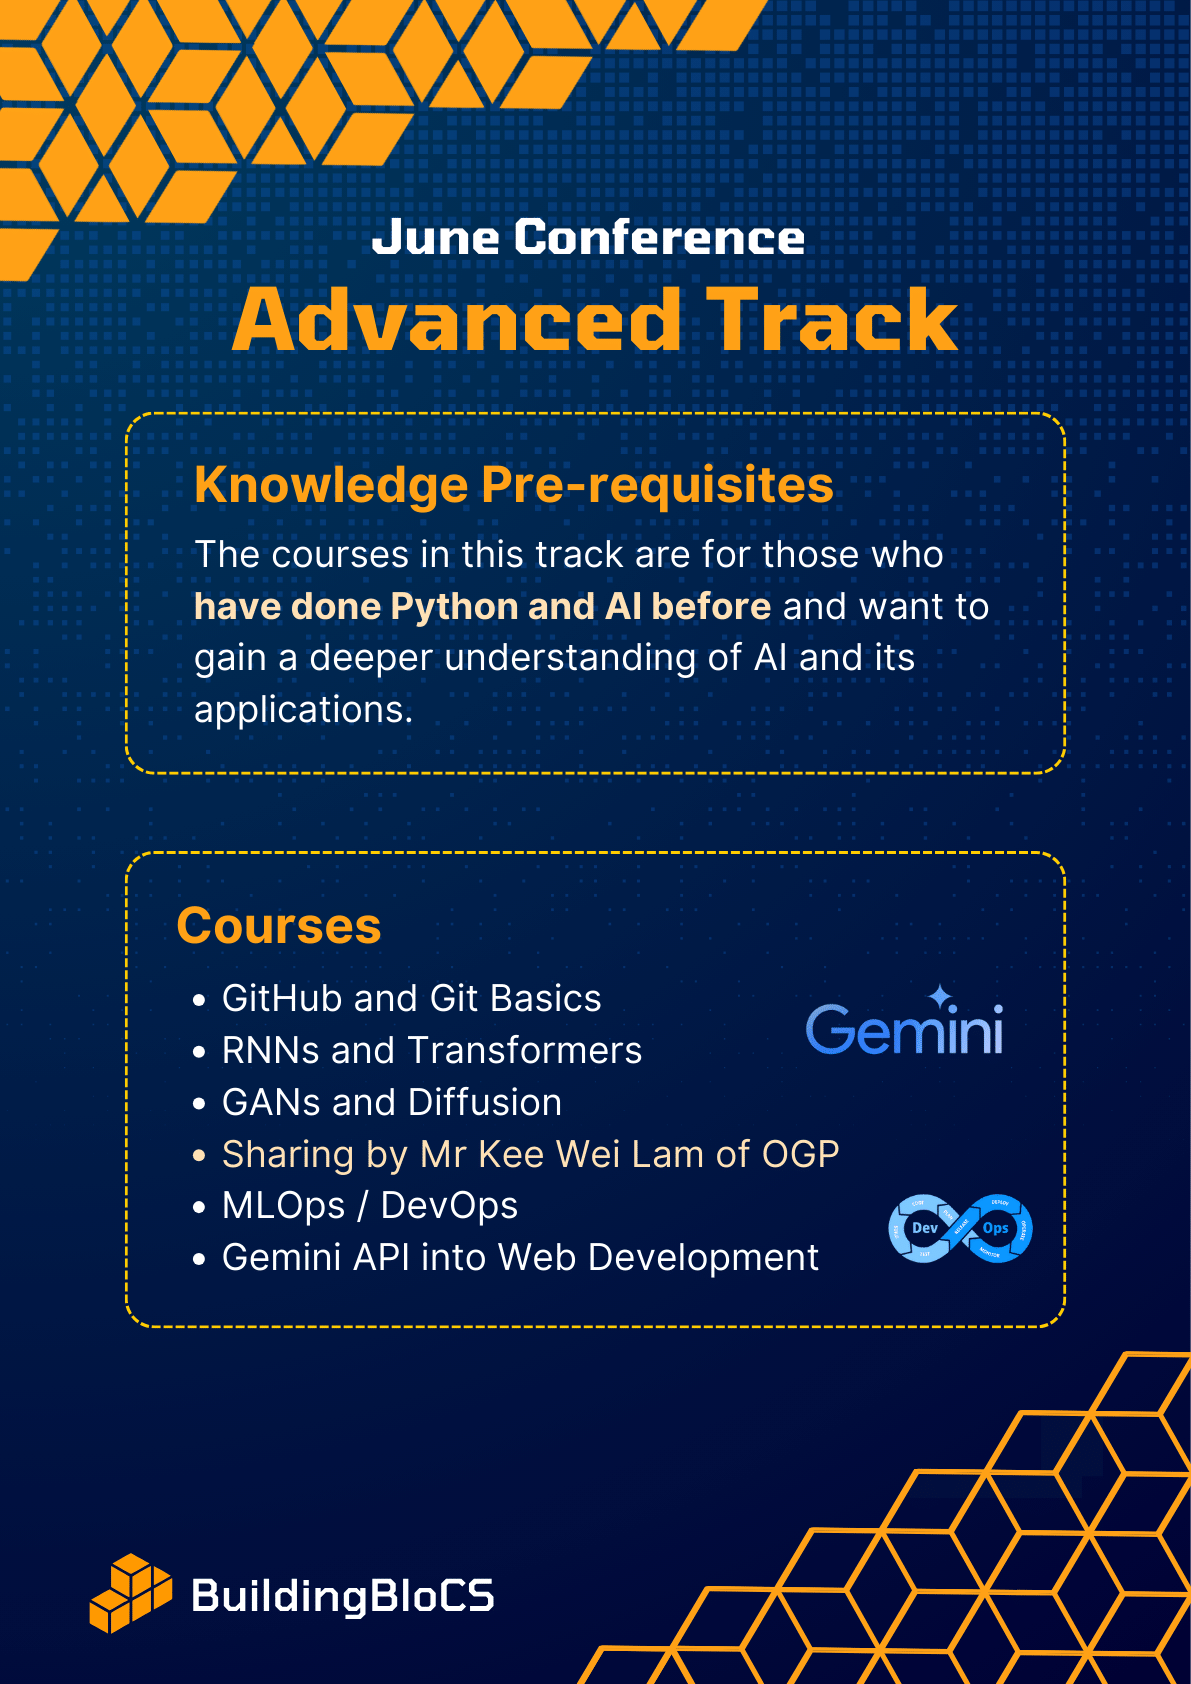 June Conference
Advanced Track
Knowledge Pre-requisites
The courses in this track are for those who
have done Python and AI before and want to
gain a deeper understanding of AI and its
applications.
Courses
• GitHub and Git Basics
• RNNs and Transformers
• GANs and Diffusion
• Sharing by Mr Kee Wei Lam of OGP
• MLOps / DevOps
• Gemini API into Web Development
Gemini
Dev Ops
DEPLOY
MONITOR
TEST
BuildingBloCS